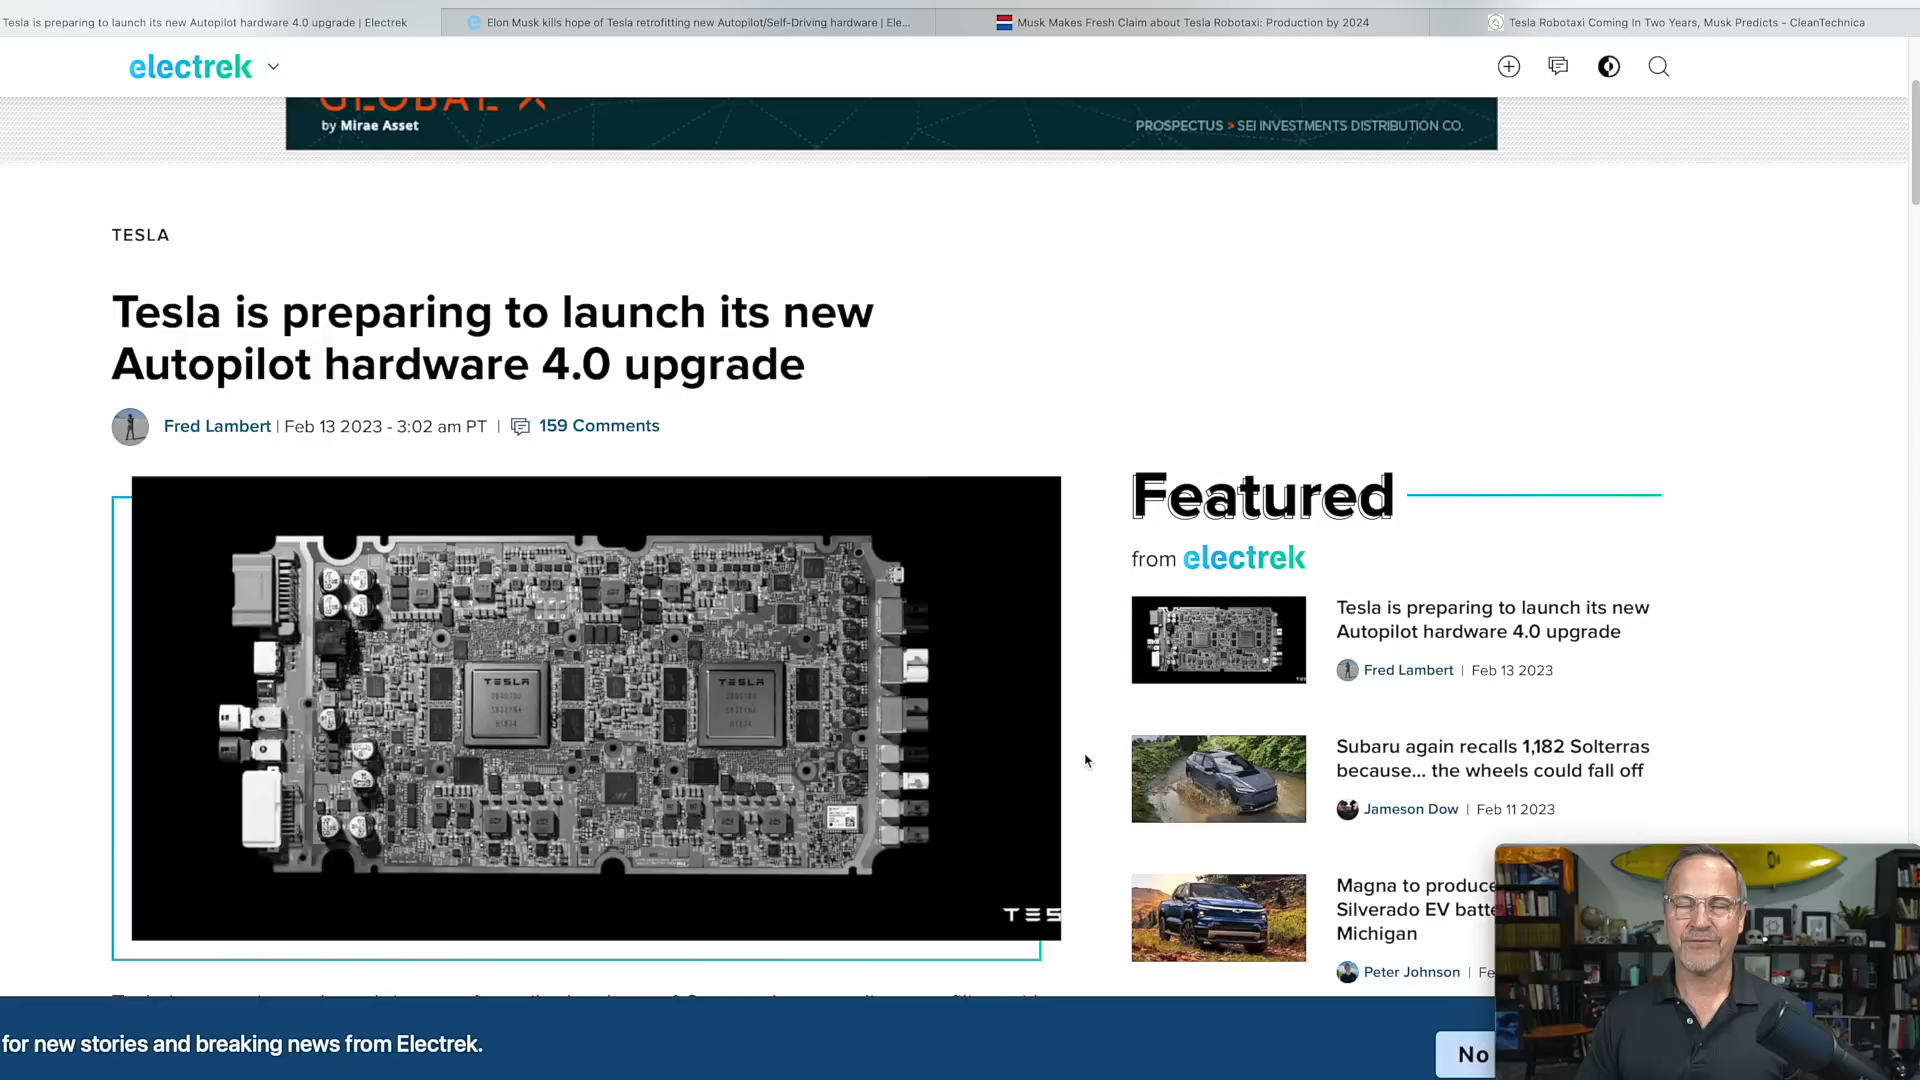 Tesla is preparing to launch its new Autopilot hardware 4.0 upgrade | Electrek
Elon Musk kills hope of Tesla retrofitting new Autopilot/Self-Driving hardware | Ele...
Musk Makes Fresh Claim about Tesla Robotaxi: Production by 2024
Tesla Robotaxi Coming In Two Years, Musk Predicts - CleanTechnica
electrek
GLOBAL X
by Mirae Asset
PROSPECTUS > SEI INVESTMENTS DISTRIBUTION CO.
TESLA
Tesla is preparing to launch its new
Autopilot hardware 4.0 upgrade
Fred Lambert | Feb 13 2023 - 3:02 am PT | 159 Comments
TESLA
TESLA
TES
Featured
from electrek
Tesla is preparing to launch its new
Autopilot hardware 4.0 upgrade
Fred Lambert | Feb 13 2023
Subaru again recalls 1,182 Solterras
because... the wheels could fall off
Jameson Dow | Feb 11 2023
Magna to produce
Silverado EV batte
Michigan
Peter Johnson | Fe
for new stories and breaking news from Electrek.
No